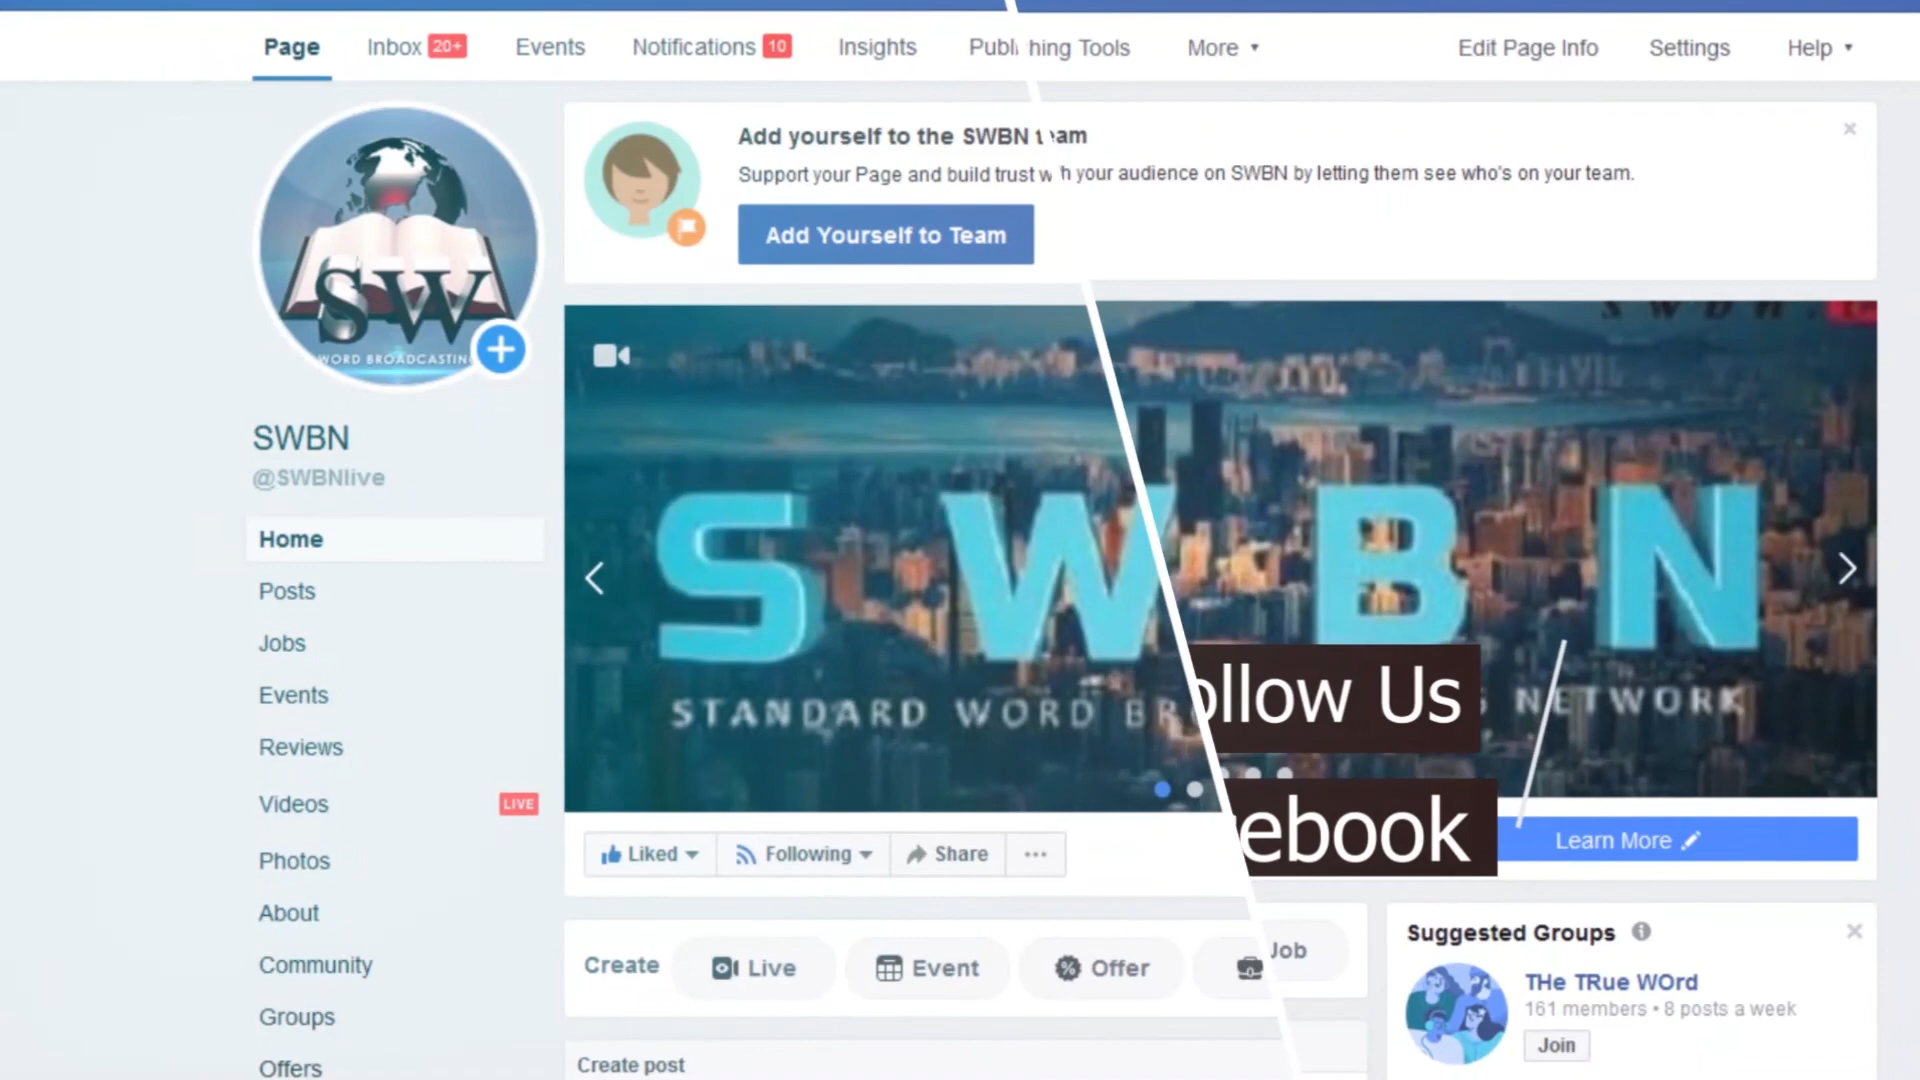 Page Inbox 20+ Events Notifications 10 Insights Publi hing Tools More Edit Page Info Settings Help
Add yourself to the SWBN eam
Support your Page and build trust w h your audience on SWBN by letting them see who's on your team.
Add Yourself to Team
SW
WORD BROADCASTING
SWBN
@SWBNlive
Home
Posts
Jobs
Events
Reviews
Videos LIVE
Photos
About
Community
Groups
Offers
S W B N
STANDARD WORD BR NETWORK
ollow Us
ebook
Liked Following Share
Learn More
Create Live Event Offer Job
Create post
Suggested Groups
THe TRue WOrd
161 members • 8 posts a week
Join